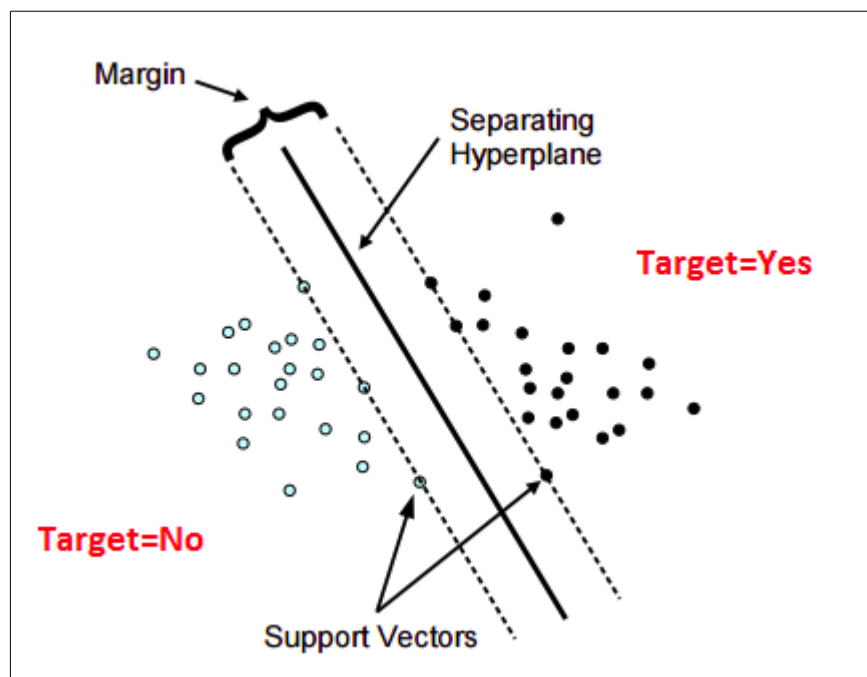 Margin
Separating
Hyperplane
Target=Yes
Target=No
Support Vectors